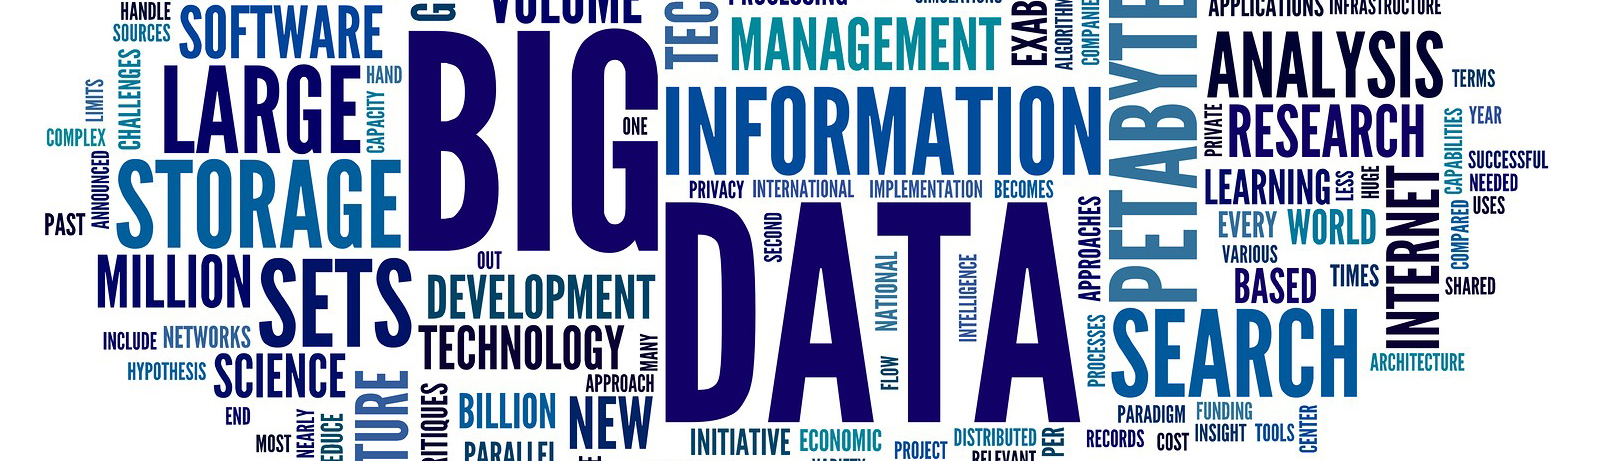 HANDLE
SOURCES
SOFTWARE
VOLUME
PROCESSING
SIMULATIONS
APPLICATIONS
INFRASTRUCTURE
MANAGEMENT
COMPANIE
LIMITS
CHALLENGES
LARGE
HAND
CAPACITY
BIG
ONE
INFORMATION
PETABYTE
ANALYSIS
TERMS
YEAR
PRIVATE
RESEARCH
CAPABILITIES
COMPLEX
ANNOUNCED
STORAGE
PRIVACY
INTERNATIONAL
IMPLEMENTATION
BECOMES
LEARNING
LESS
HUGE
SUCCESSFUL
NEEDED
USES
PAST
DATA
SECOND
APPROACHES
EVERY
WORLD
INTERNET
COMPARED
VARIOUS
OUT
MILLION
SETS
DEVELOPMENT
NATIONAL
INTELLIGENCE
BASED
TIMES
SHARED
INCLUDE
NETWORKS
TECHNOLOGY
MANY
PROCESSES
SEARCH
ARCHITECTURE
HYPOTHESIS
SCIENCE
APPROACH
FLOW
END
TURE
RITIQUES
BILLION
NEW
PARADIGM
FUNDING
MOST
NEARLY
EDUCE
PARALLEL
INITIATIVE
ECONOMIC
PROJECT
DISTRIBUTED
RELEVANT
PER
RECORDS
COST
INSIGHT
TOOLS
CENTER
TEC
EXAB
ALGORITHM
VARIETY